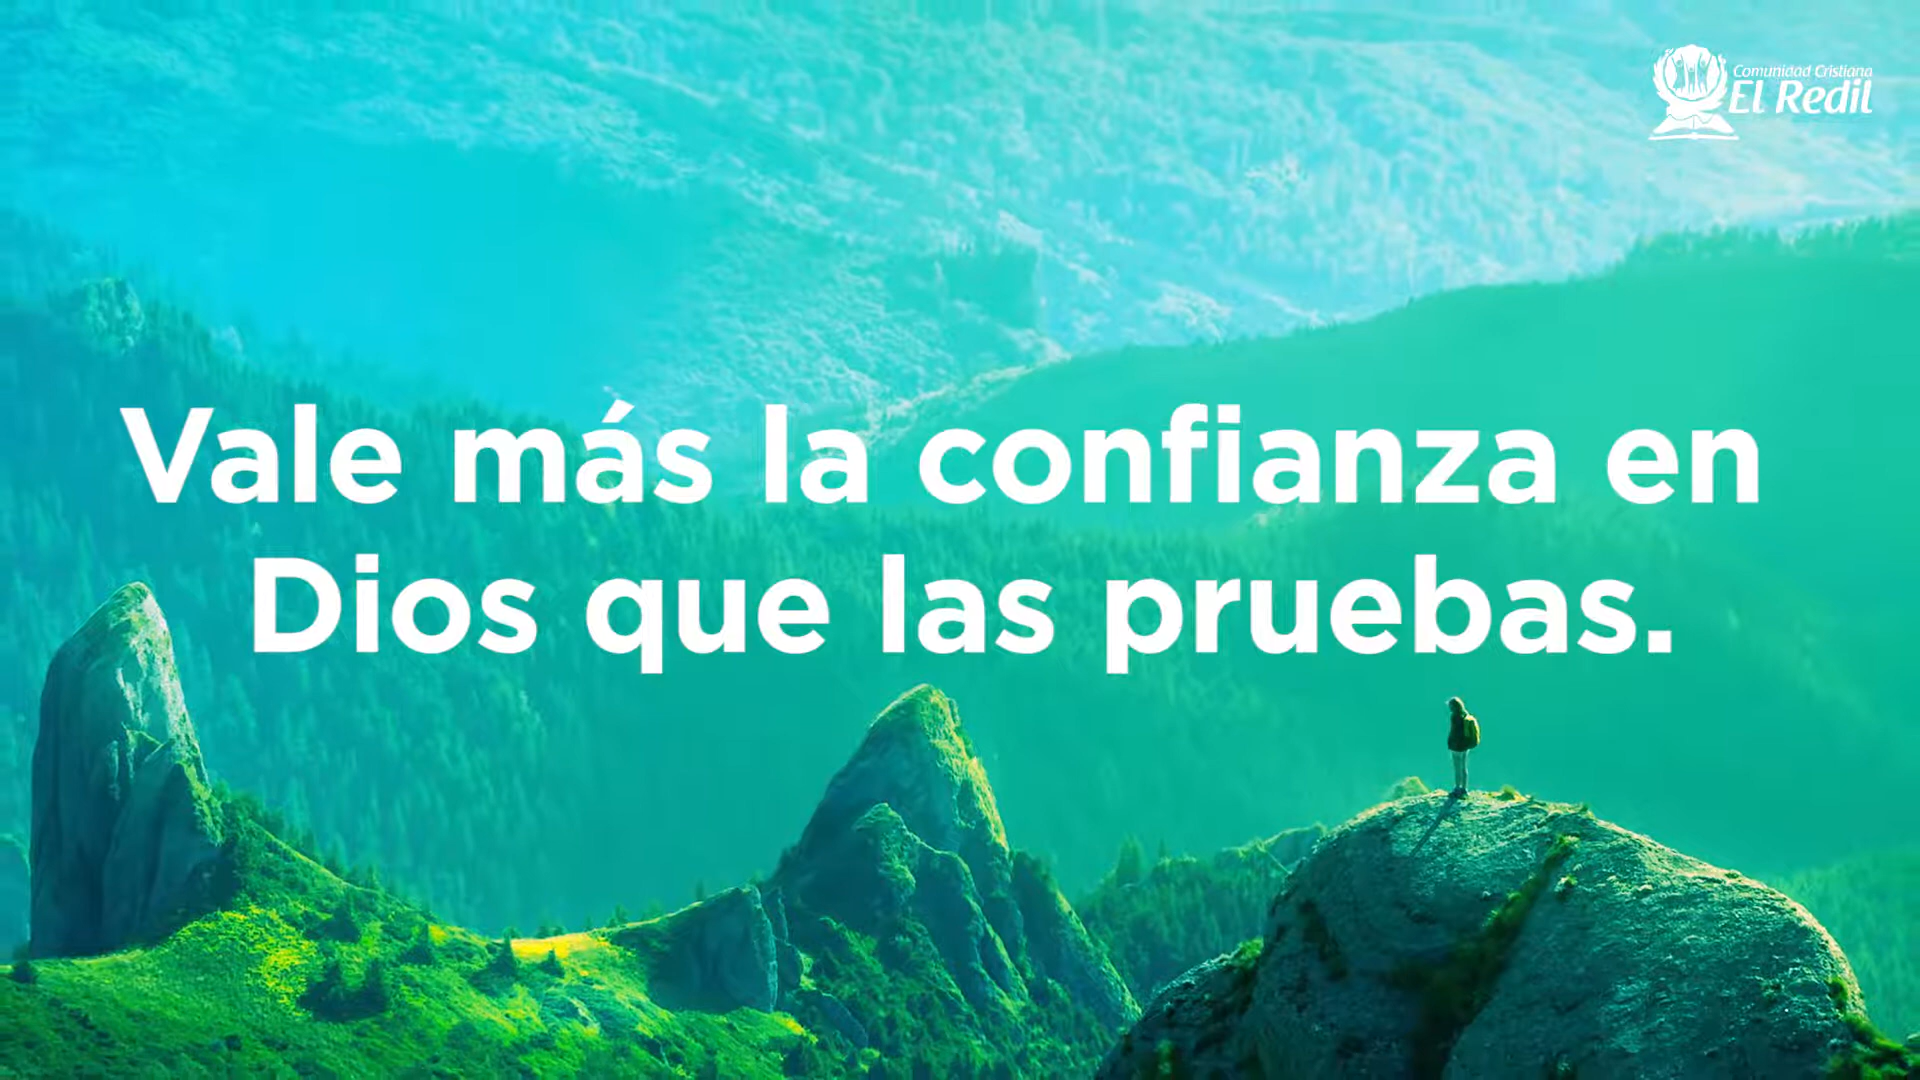 Comunidad Cristiana
El Redil
Vale más la confianza en
Dios que las pruebas.